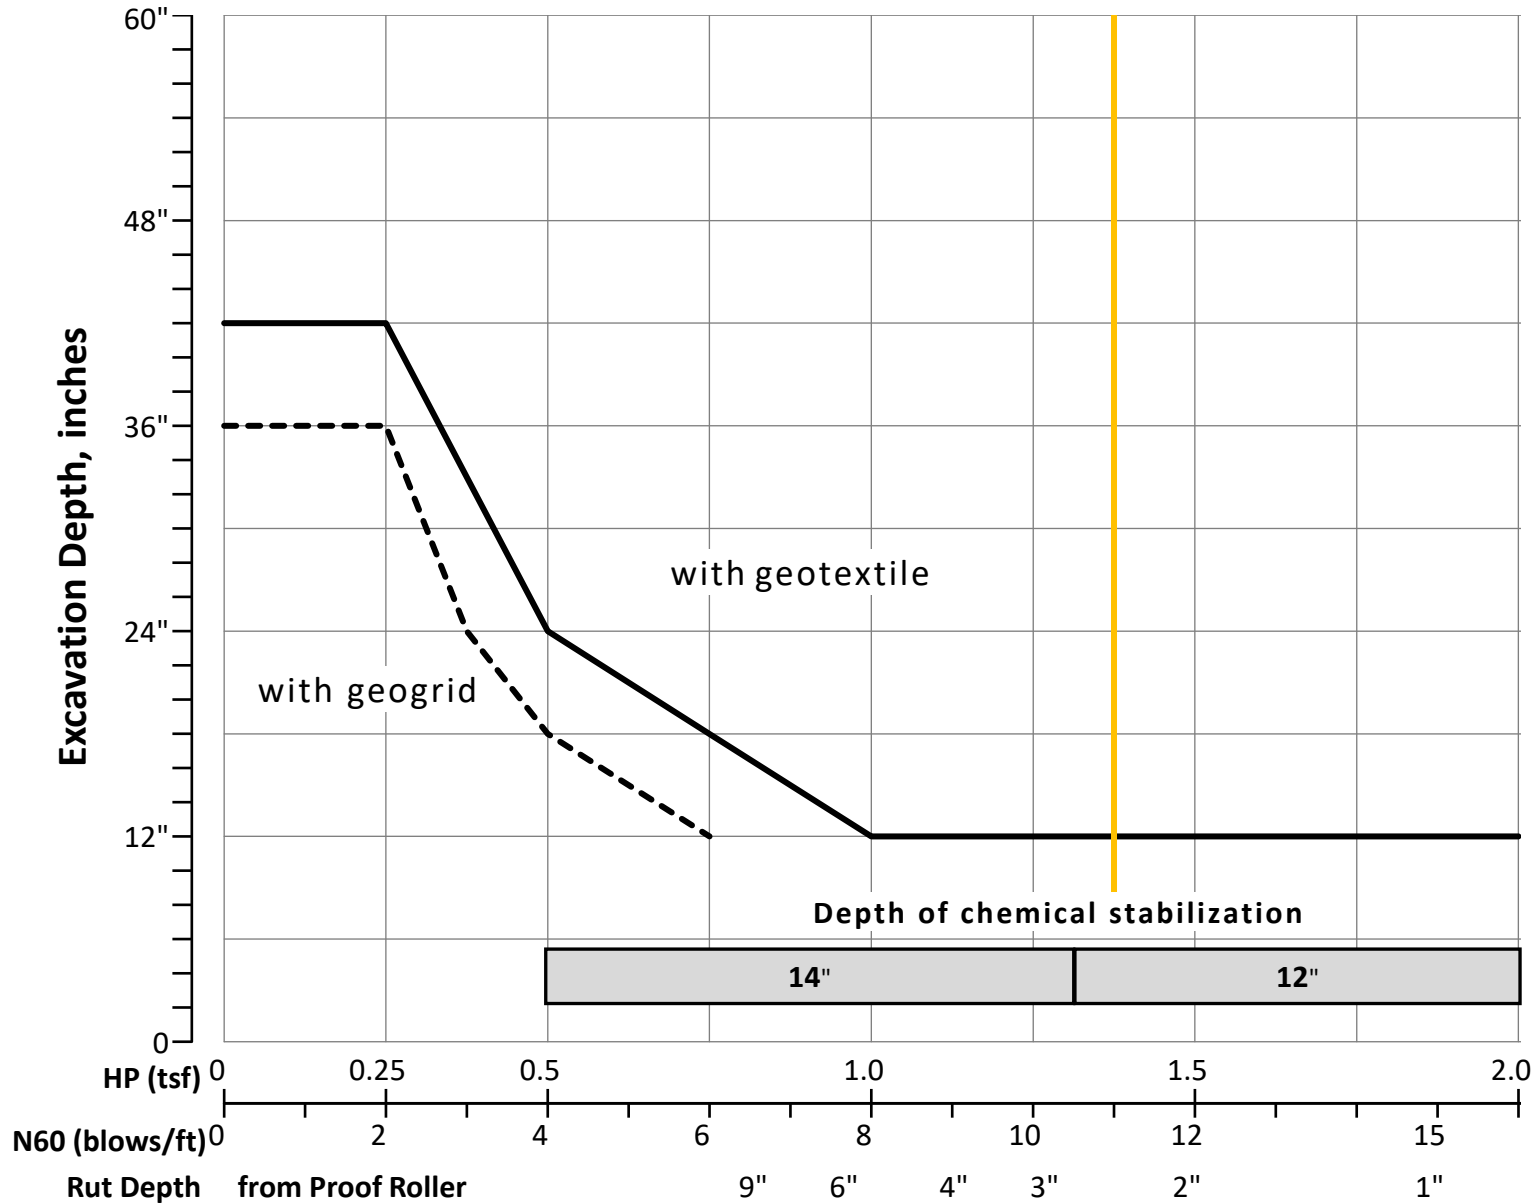 60"
48"
36"
24"
12"
0
Excavation Depth, inches
with geotextile
with geogrid
Depth of chemical stabilization
14" 12"
HP (tsf) 0 0.25 0.5 1.0 1.5 2.0
N60 (blows/ft) 0 2 4 6 8 10 12 15
Rut Depth from Proof Roller 9" 6" 4" 3" 2" 1"